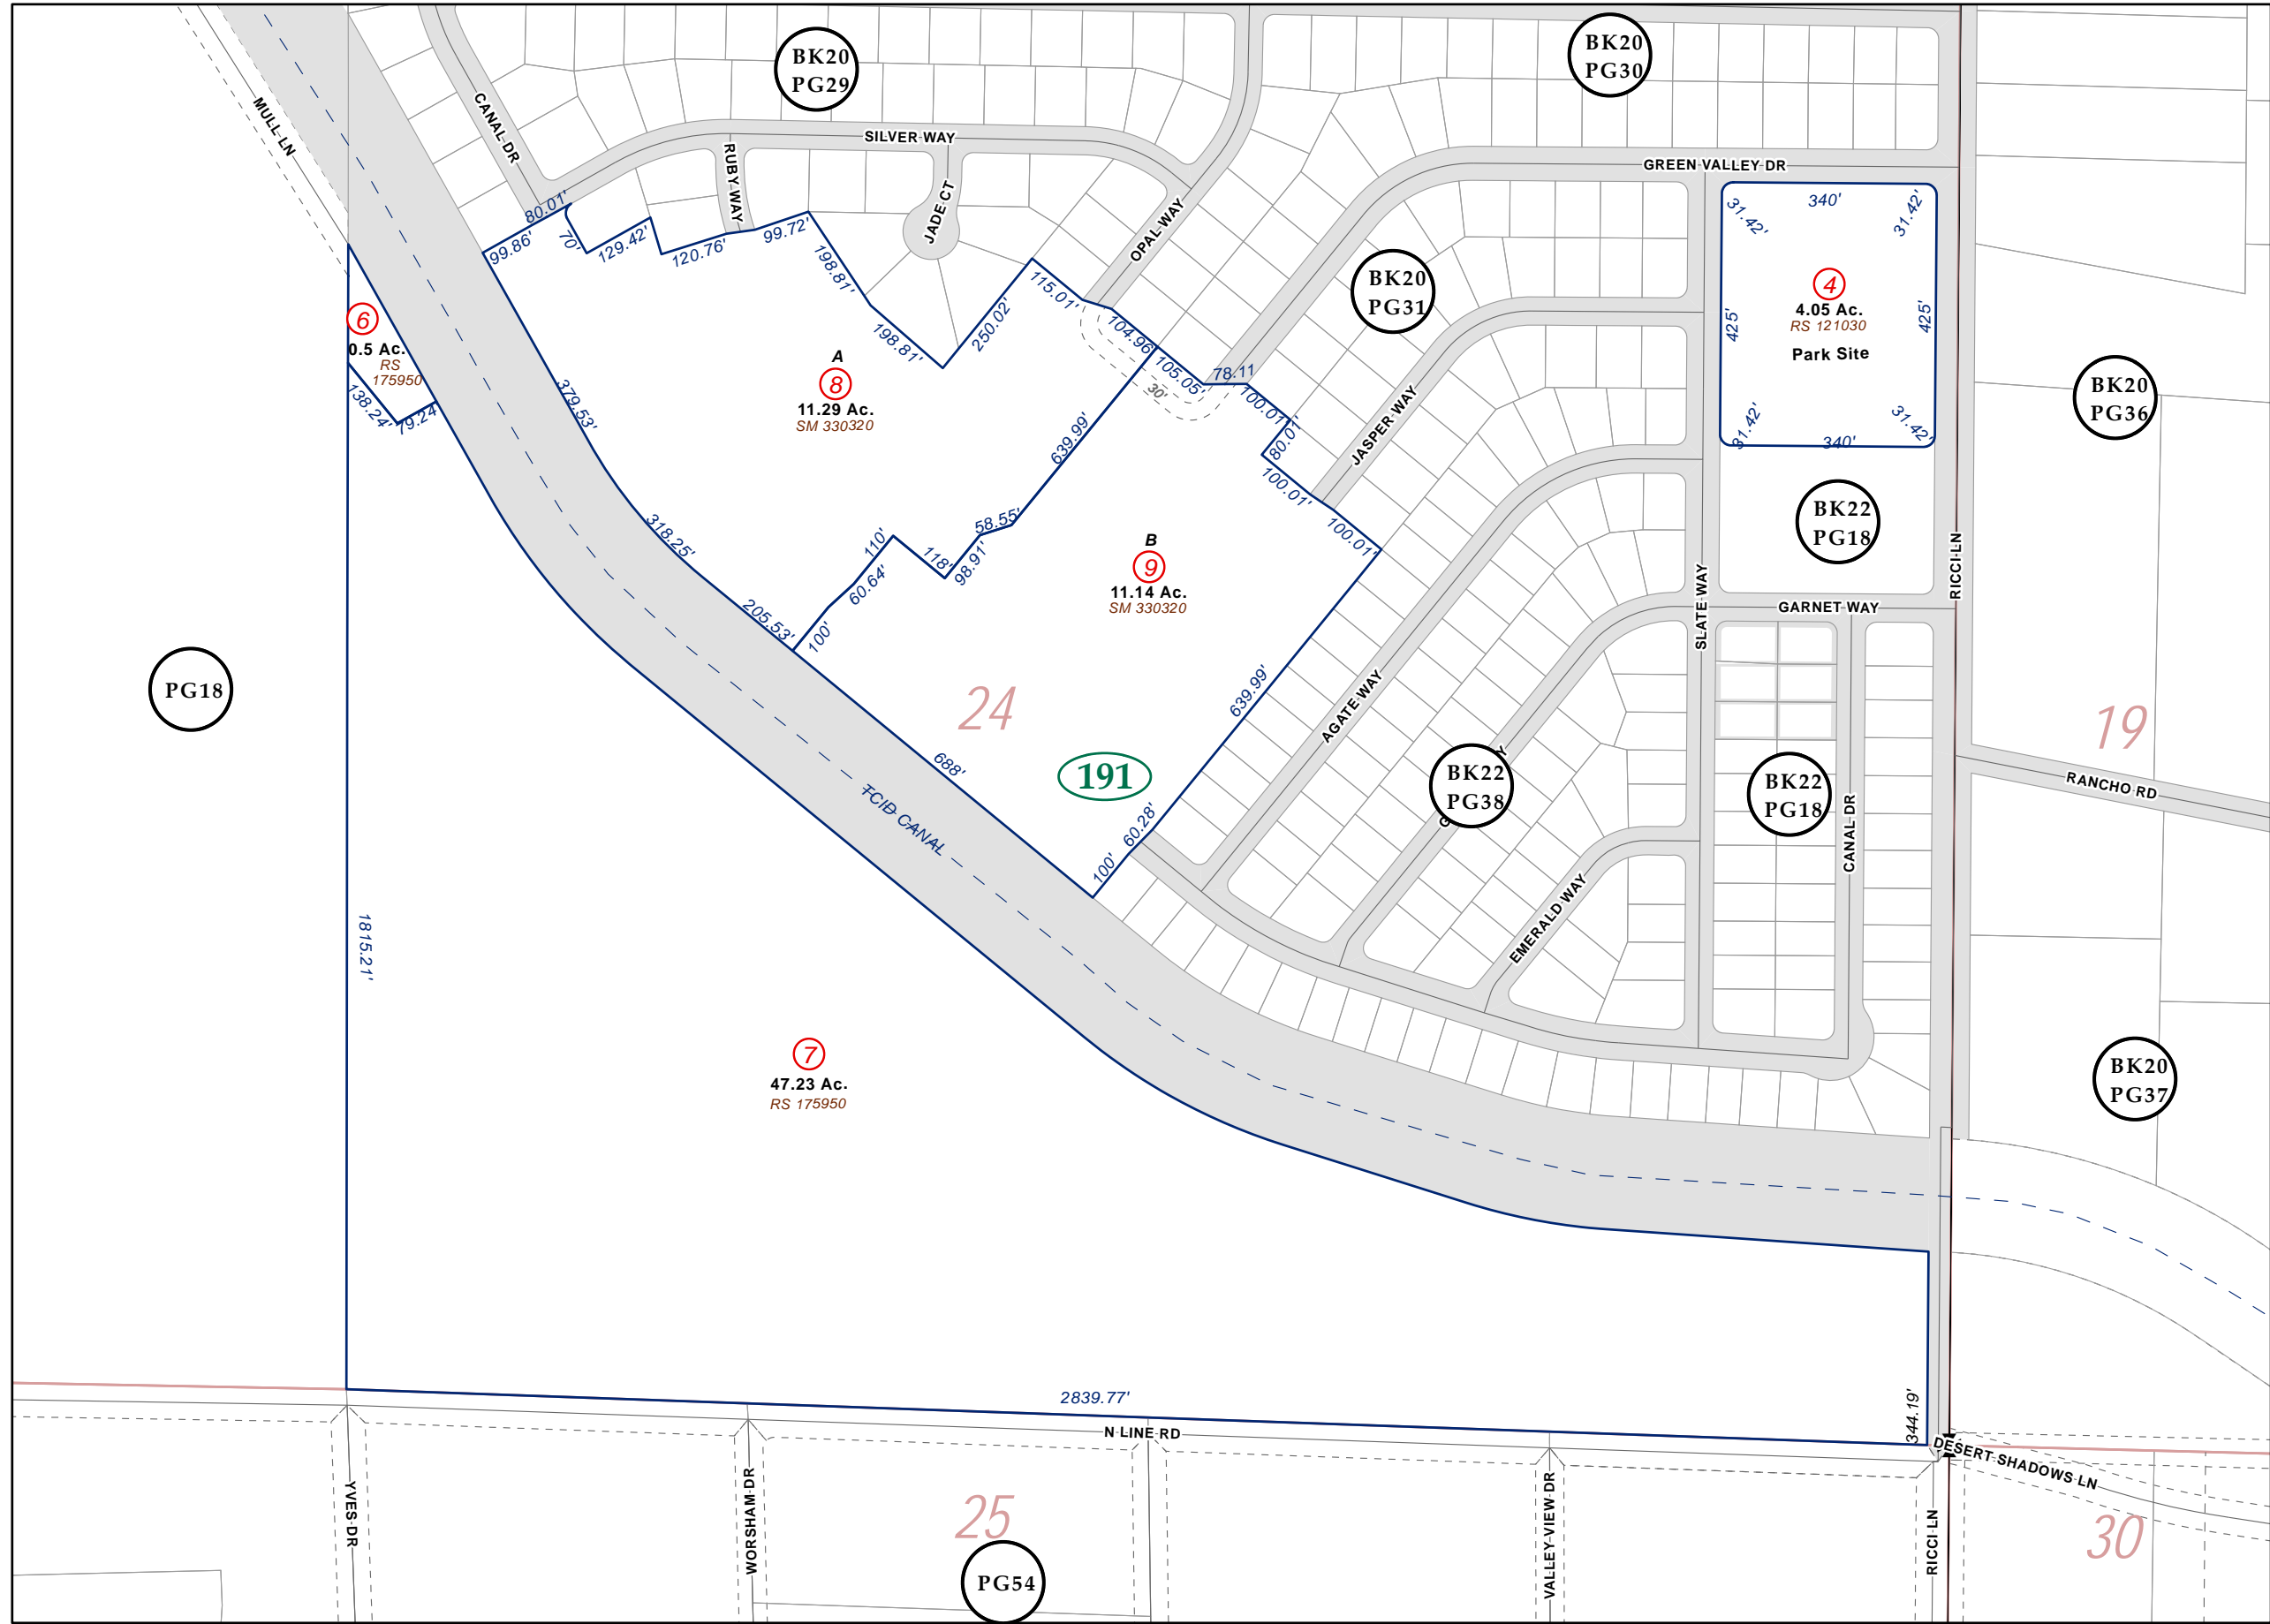 BK20
PG29
BK20
PG30
MULL LN
CANAL DR
SILVER WAY
RUBY WAY
JADE CT
OPAL WAY
GREEN VALLEY DR
31.42'
340'
31.42'
80.01'
99.86'
70'
129.42'
120.76'
99.72'
198.81'
198.81'
250.02'
115.01'
104.96'
105.05'
30'
78.11
100.01'
80.01'
100.01'
100.01'
BK20
PG31
4
4.05 Ac.
RS 121030
Park Site
425'
425'
31.42'
340'
31.42'
BK20
PG36
6
0.5 Ac.
RS
175950
138.24'
79.24'
379.53'
A
8
11.29 Ac.
SM 330320
639.99'
JASPER WAY
BK22
PG18
318.25'
110'
60.64'
118'
98.91'
58.55'
205.53'
100'
B
9
11.14 Ac.
SM 330320
SLATE WAY
GARNET WAY
RICCI LN
PG18
24
639.99'
AGATE WAY
19
688'
191
BK22
PG38
BK22
PG18
CANAL DR
RANCHO RD
TCID CANAL
60.28'
100'
EMERALD WAY
1815.21'
7
47.23 Ac.
RS 175950
BK20
PG37
2839.77'
344.19'
N LINE RD
DESERT SHADOWS LN
YVES DR
WORSHAM DR
25
VALLEY VIEW DR
RICCI LN
30
PG54